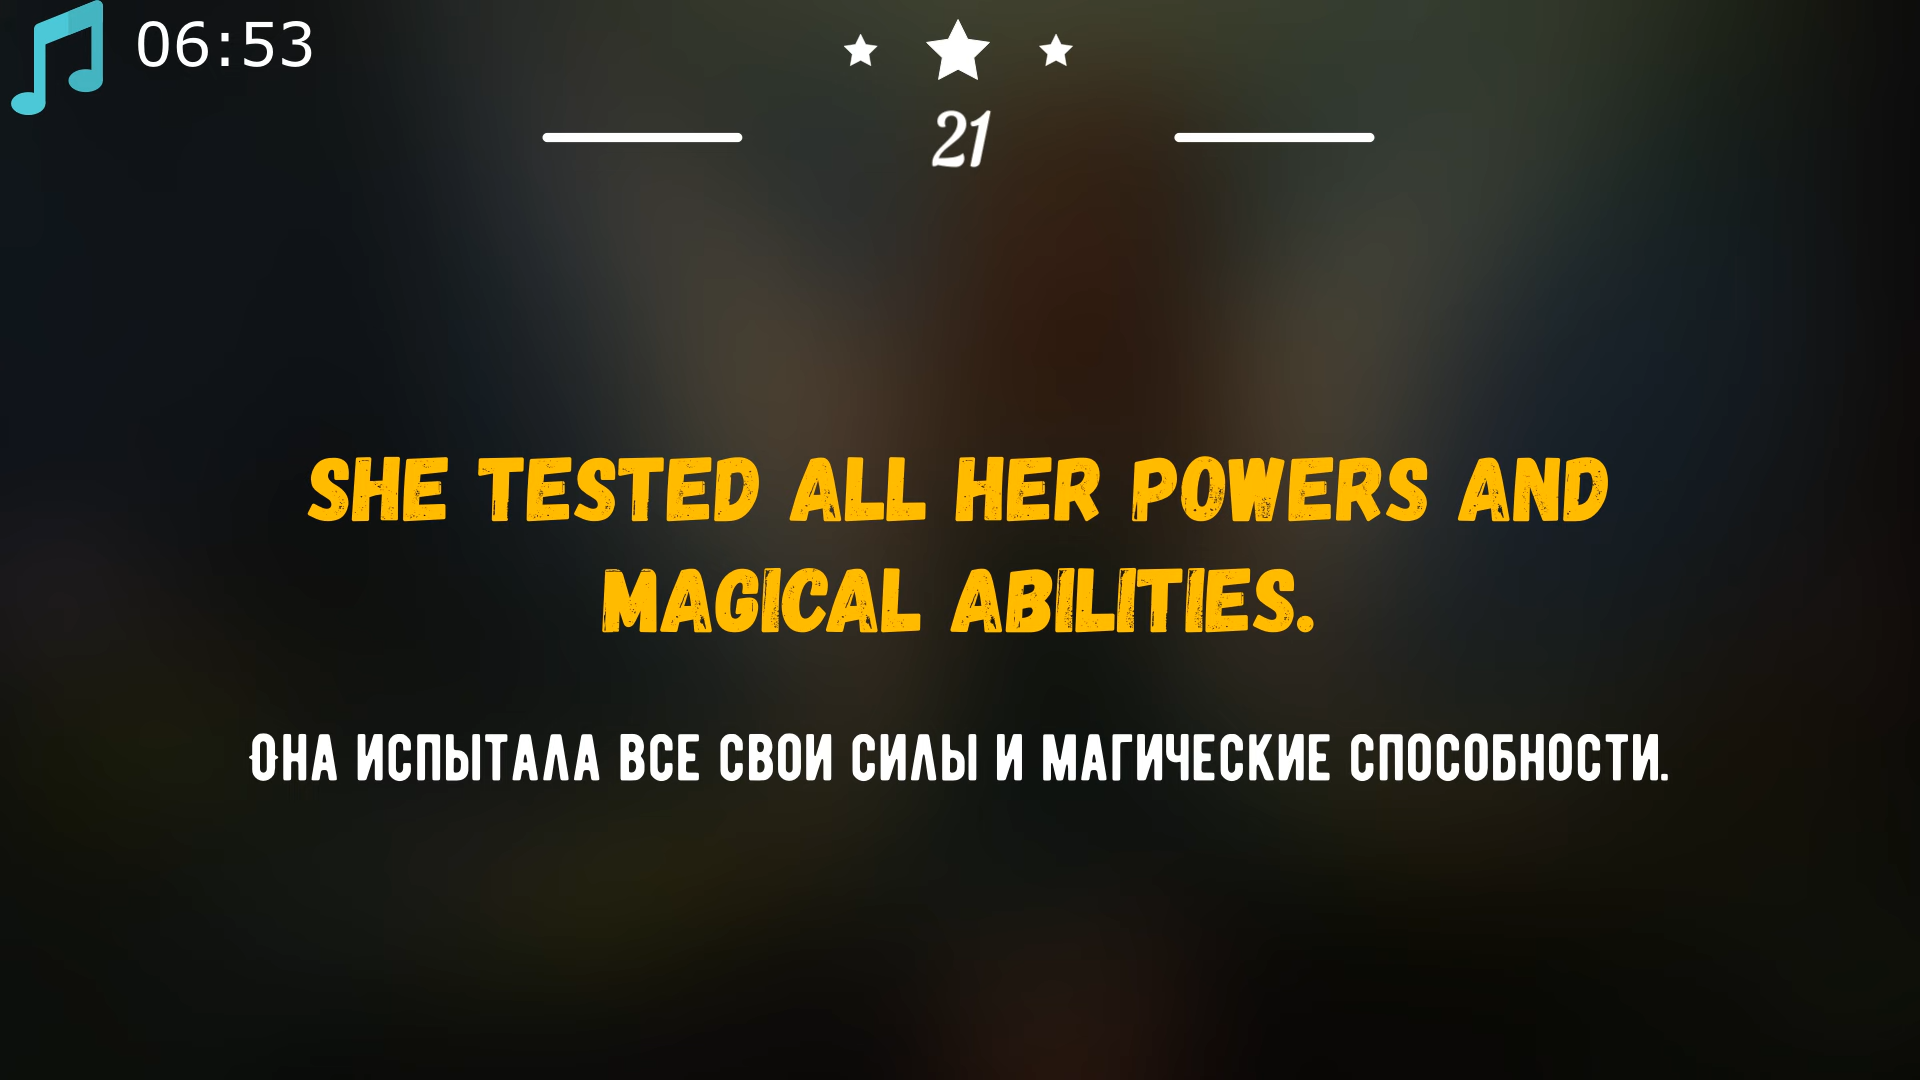 06:53
21
SHE TESTED ALL HER POWERS AND
MAGICAL ABILITIES.
Она испытала все свои силы и магические способности.